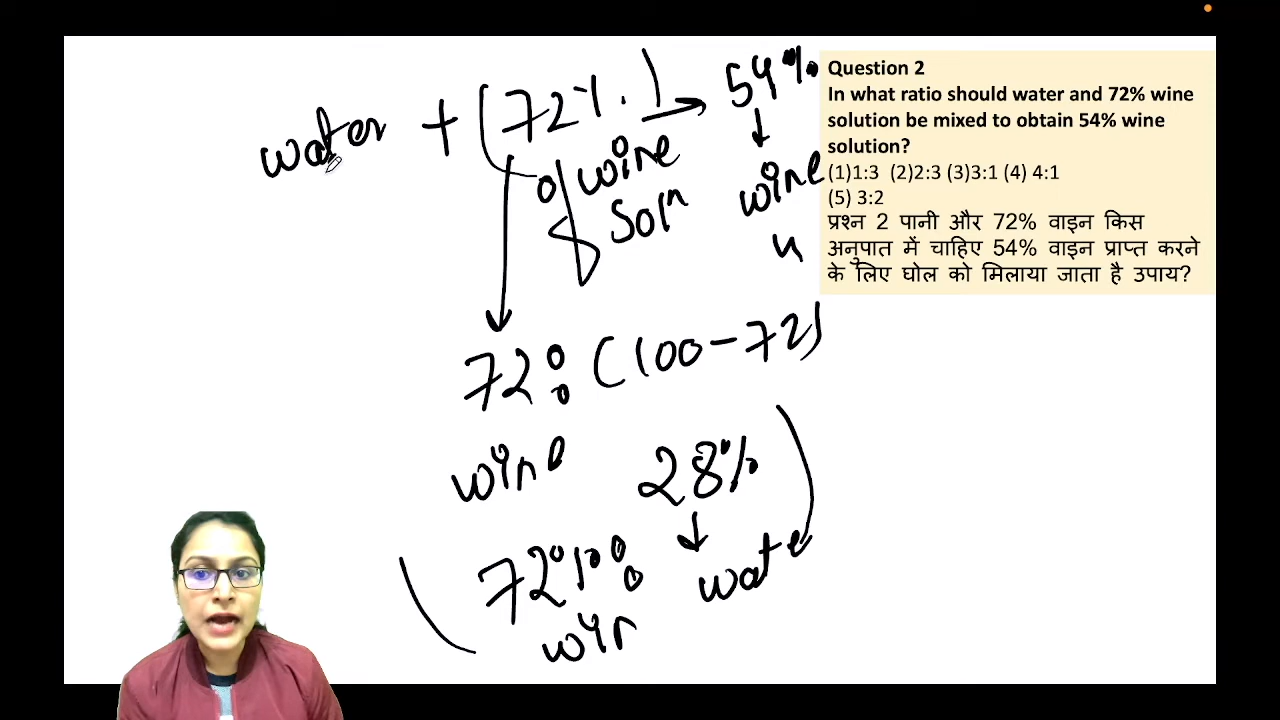 water + (72%.) → 54%
of wine
soln
wine
72 : (100-72)
wine
28%
72% :
win
water
Question 2
In what ratio should water and 72% wine
solution be mixed to obtain 54% wine
solution?
(1)1:3 (2)2:3 (3)3:1 (4) 4:1
(5) 3:2
प्रश्न 2 पानी और 72% वाइन किस
अनुपात में चाहिए 54% वाइन प्राप्त करने
के लिए घोल को मिलाया जाता है उपाय?